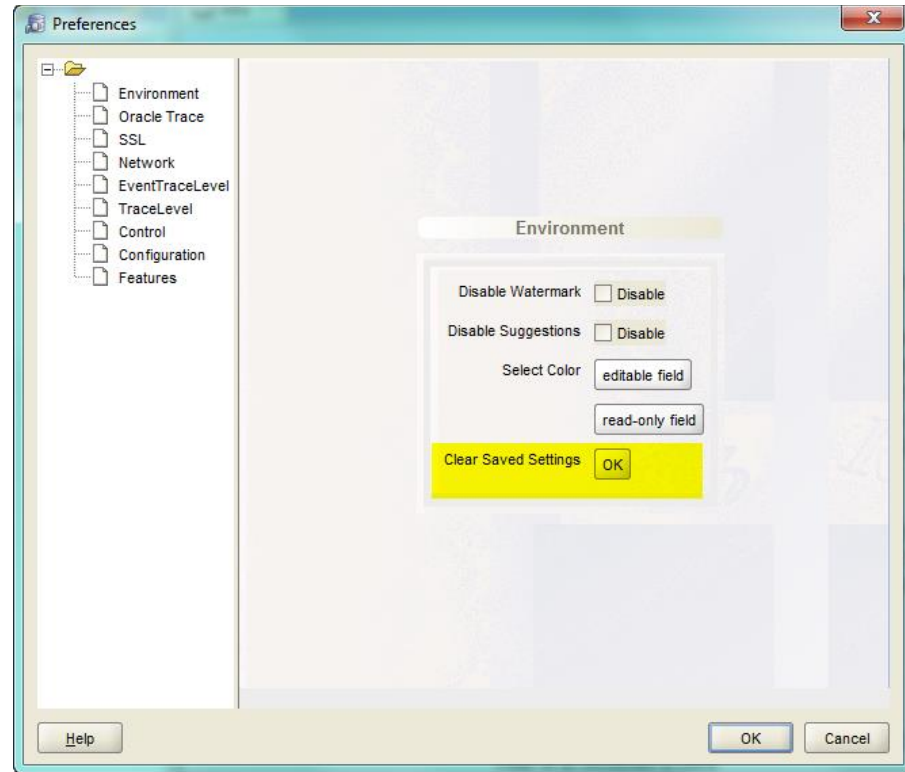 Preferences
Environment
Oracle Trace
SSL
Network
EventTraceLevel
TraceLevel
Control
Configuration
Features
Environment
Disable Watermark Disable
Disable Suggestions Disable
Select Color editable field
read-only field
Clear Saved Settings OK
Help OK Cancel